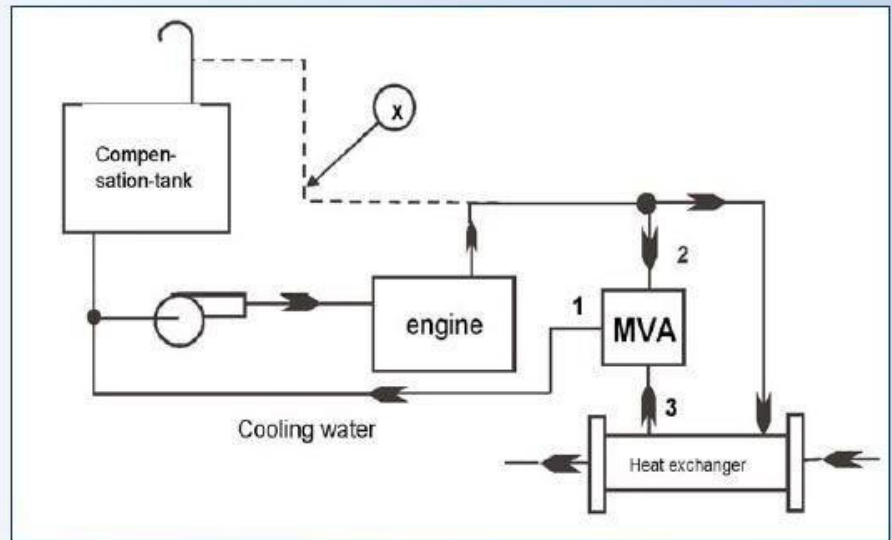 x
Compen-
sation-tank
2
1
engine
MVA
3
Cooling water
Heat exchanger